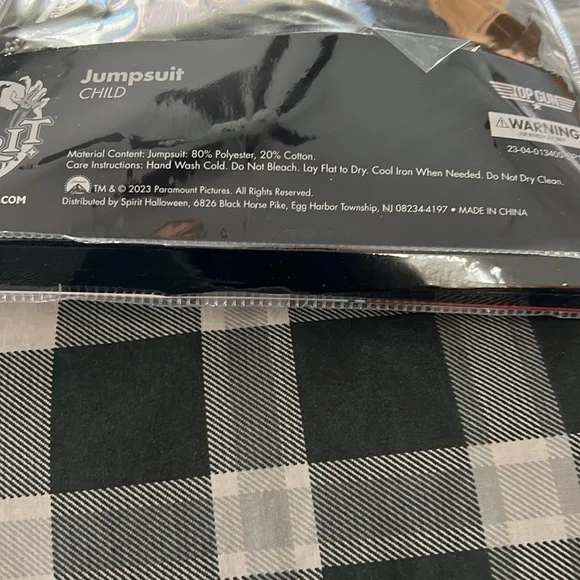 Jumpsuit
CHILD
TOP GUN
WARNING
23-04-013400
Material Content: Jumpsuit: 80% Polyester, 20% Cotton.
Care Instructions: Hand Wash Cold. Do Not Bleach. Lay Flat to Dry. Cool Iron When Needed. Do Not Dry Clean.
TM & © 2023 Paramount Pictures. All Rights Reserved.
Distributed by Spirit Halloween, 6826 Black Horse Pike, Egg Harbor Township, NJ 08234-4197 • MADE IN CHINA
.COM